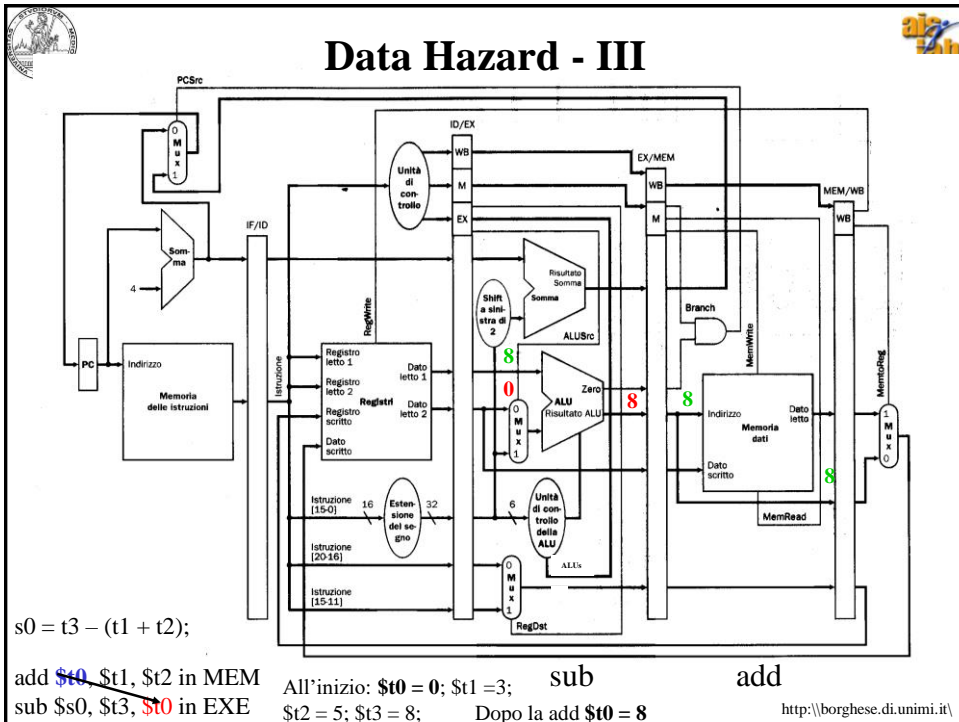 Data Hazard - III
PCSrc
ID/EX
WB
M
EX
Unità
di
con-
trollo
EX/MEM
WB
M
MEM/WB
WB
0
M
u
x
1
IF/ID
Som-
ma
4
RegWrite
Shift
a sini-
stra di
2
Risultato
Somma
Somma
ALUSrc
Branch
MemWrite
MemtoReg
PC
Indirizzo
Memoria
delle istruzioni
Istruzione
Registro
letto 1
Registro
letto 2
Registro
scritto
Dato
scritto
Registri
Dato
letto 1
Dato
letto 2
8
0
0
M
u
x
1
Zero
ALU
Risultato ALU
8
8
Indirizzo
Dato
letto
Memoria
dati
Dato
scritto
8
MemRead
1
M
u
x
0
Istruzione
[15-0]
16
Esten-
sione
del se-
gno
32
6
Unità
di con-
trollo
della
ALU
ALUs
Istruzione
[20-16]
Istruzione
[15-11]
0
M
u
x
1
RegDst
s0 = t3 – (t1 + t2);
add $t0, $t1, $t2 in MEM
sub $s0, $t3, $t0 in EXE
All'inizio: $t0 = 0; $t1 =3;
$t2 = 5; $t3 = 8; Dopo la add $t0 = 8
sub
add
http:\\borghese.di.unimi.it\